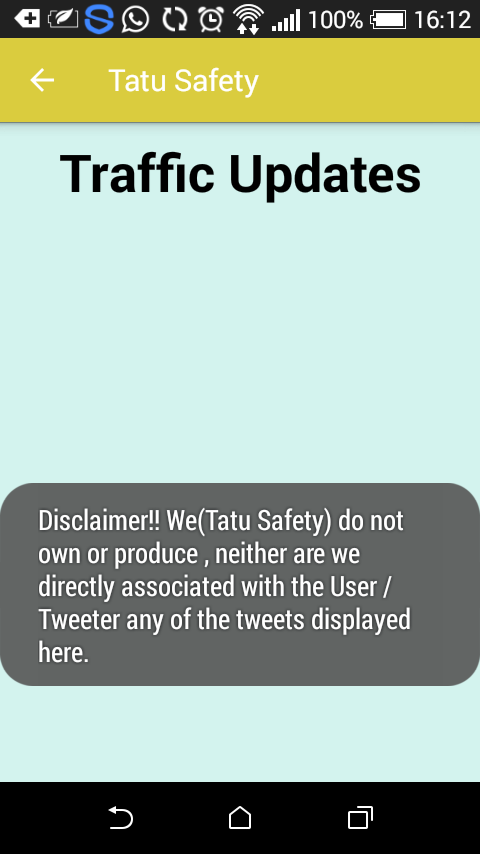 100% 16:12
Tatu Safety
Traffic Updates
Disclaimer!! We(Tatu Safety) do not
own or produce , neither are we
directly associated with the User /
Tweeter any of the tweets displayed
here.